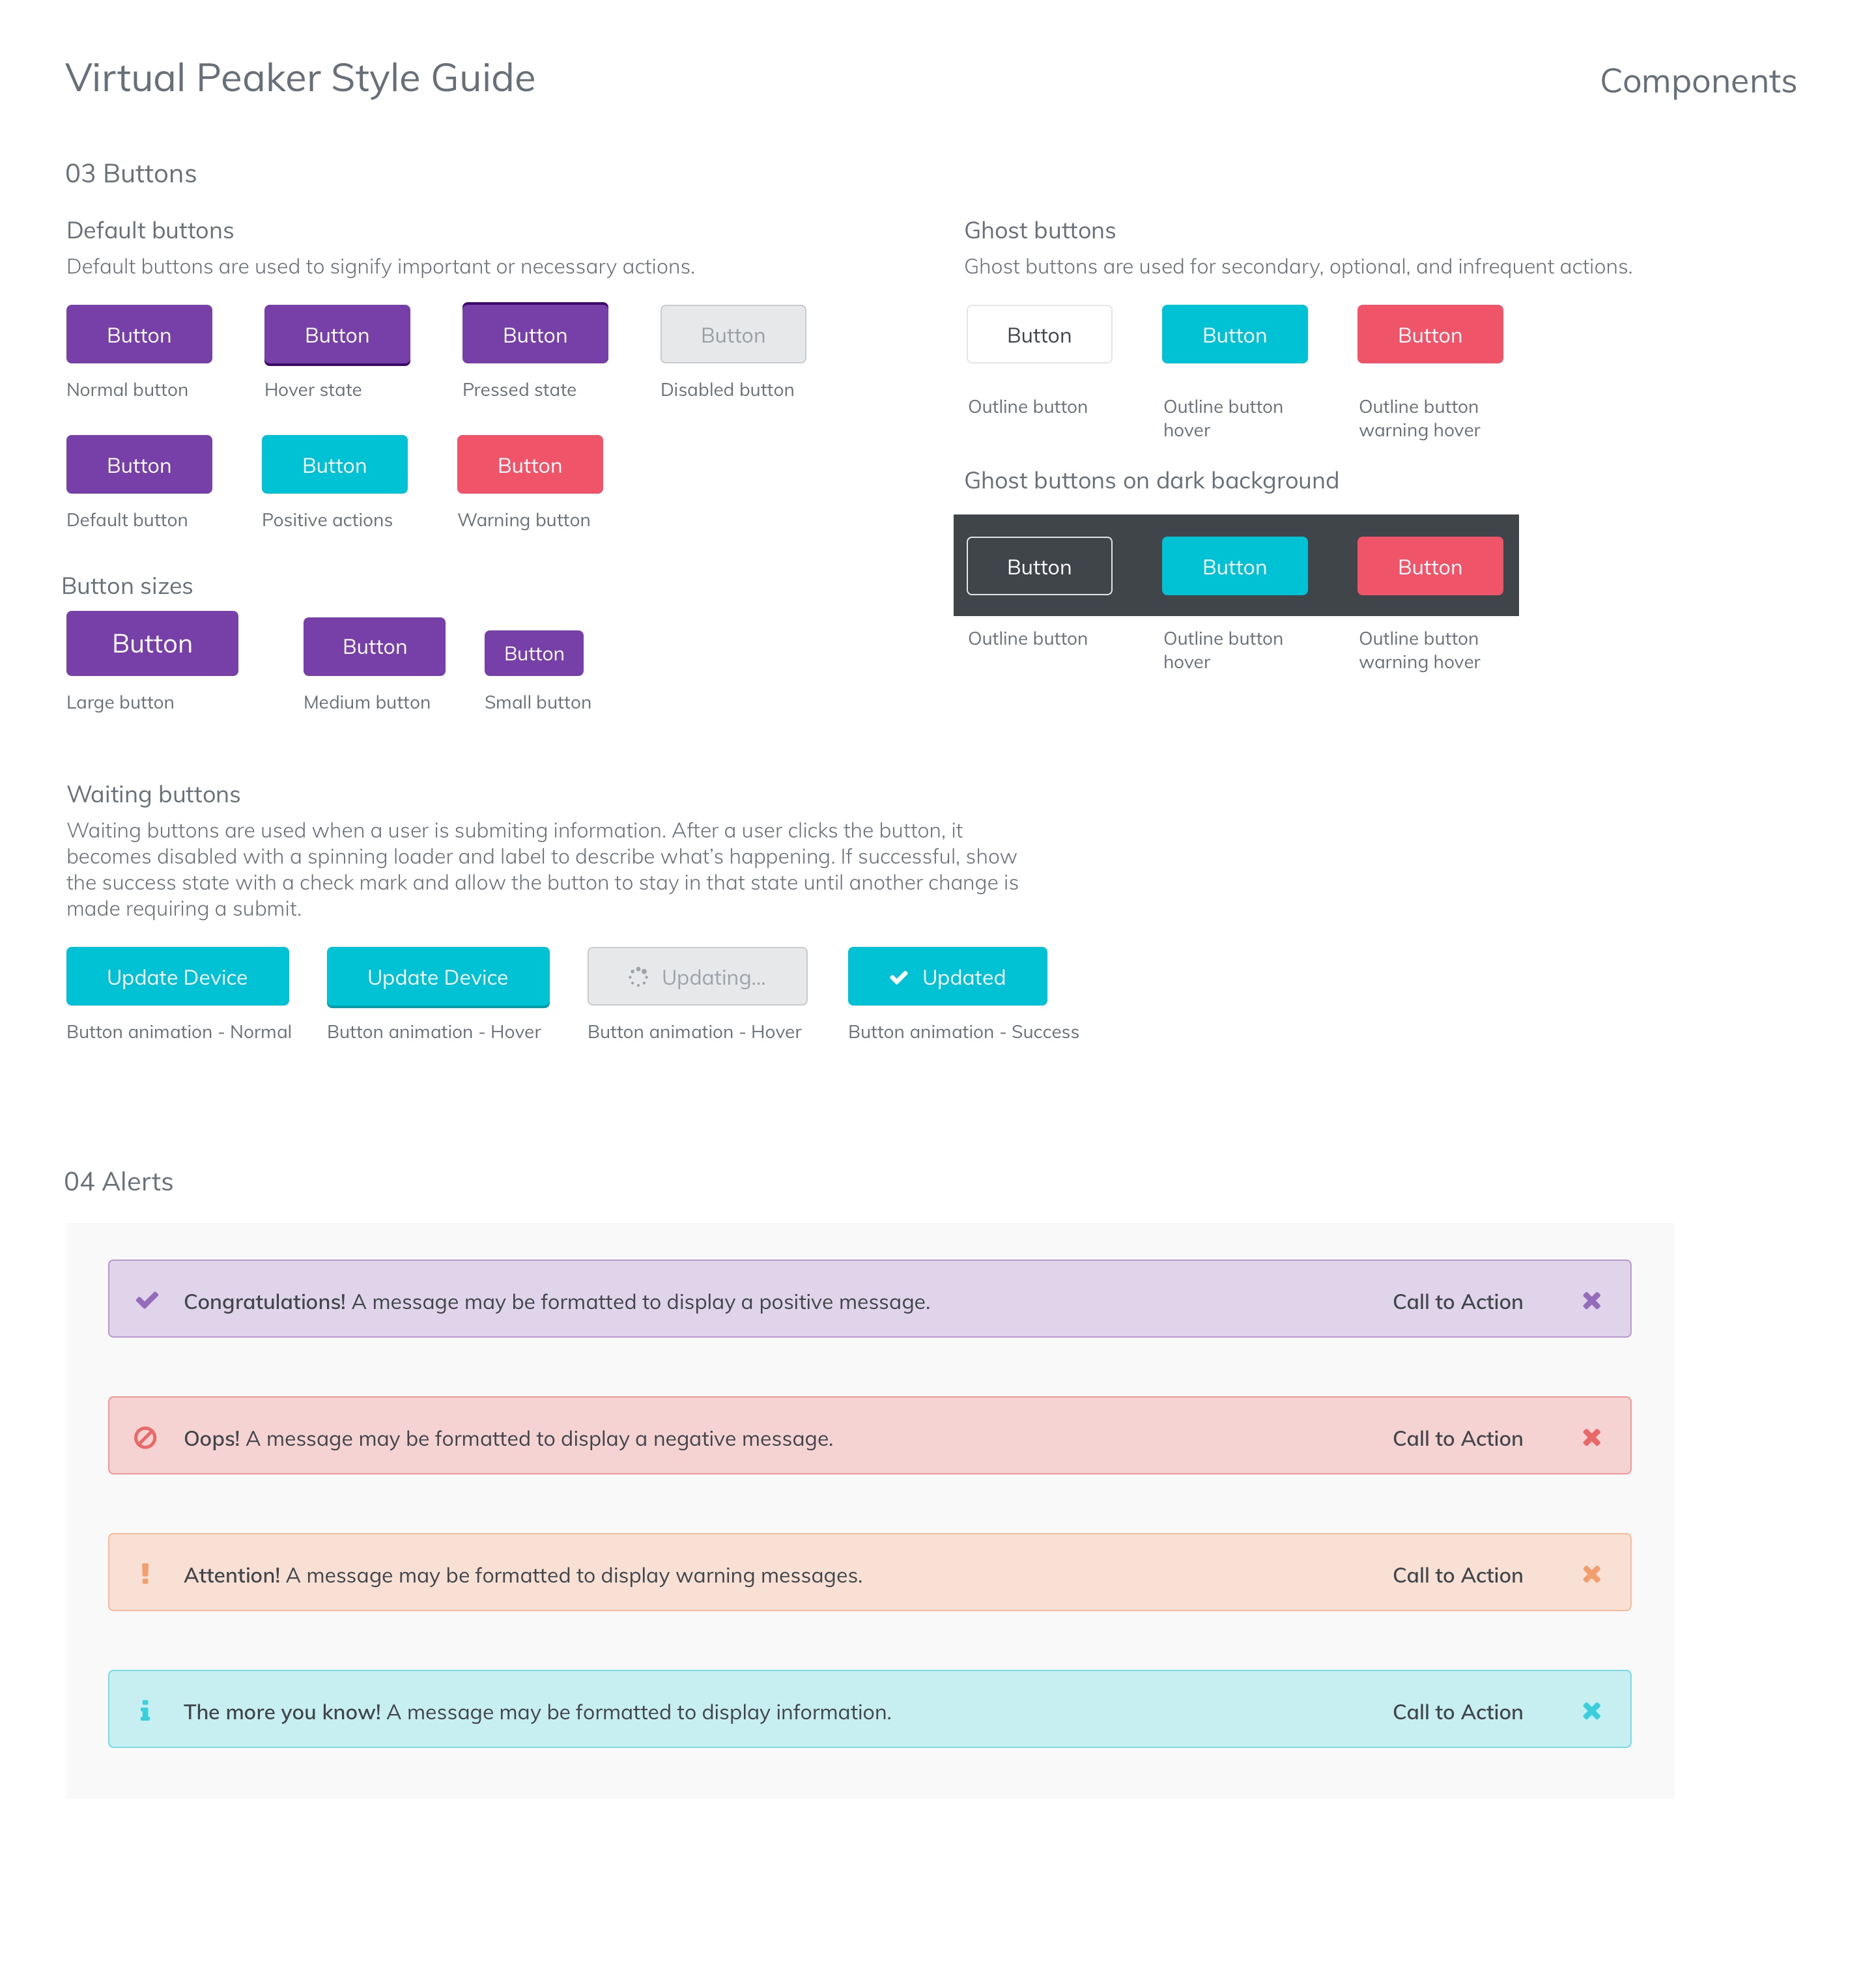 Virtual Peaker Style Guide
Components
03 Buttons
Default buttons
Default buttons are used to signify important or necessary actions.
Button
Button
Button
Button
Normal button
Hover state
Pressed state
Disabled button
Button
Button
Button
Default button
Positive actions
Warning button
Button sizes
Button
Button
Button
Large button
Medium button
Small button
Ghost buttons
Ghost buttons are used for secondary, optional, and infrequent actions.
Button
Button
Button
Outline button
Outline button
hover
Outline button
warning hover
Ghost buttons on dark background
Button
Button
Button
Outline button
Outline button
hover
Outline button
warning hover
Waiting buttons
Waiting buttons are used when a user is submiting information. After a user clicks the button, it
becomes disabled with a spinning loader and label to describe what’s happening. If successful, show
the success state with a check mark and allow the button to stay in that state until another change is
made requiring a submit.
Update Device
Update Device
Updating...
Updated
Button animation - Normal
Button animation - Hover
Button animation - Hover
Button animation - Success
04 Alerts
Congratulations! A message may be formatted to display a positive message.
Call to Action
Oops! A message may be formatted to display a negative message.
Call to Action
Attention! A message may be formatted to display warning messages.
Call to Action
The more you know! A message may be formatted to display information.
Call to Action